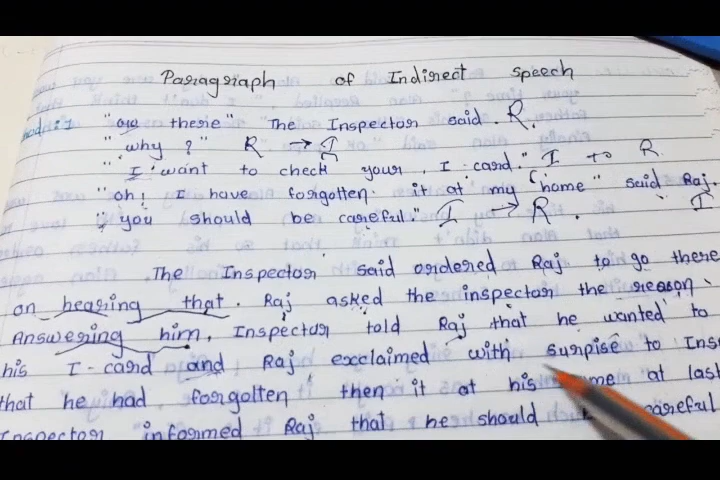 Paragraph of Indirect speech
"Go there" The Inspector said. R.
"why ?" R → I
"I want to check your I card." I to R.
"oh! I have forgotten it at my home" said Raj.
"you should be careful." I → R. I
The Inspector said ordered Raj to go there
on hearing that. Raj asked the inspector the reason
Answering him, Inspector told Raj that he wanted to
his I-card and Raj exclaimed with surpise to Ins
that he had forgotten then it at his at last
Inspector informed Raj that he should careful